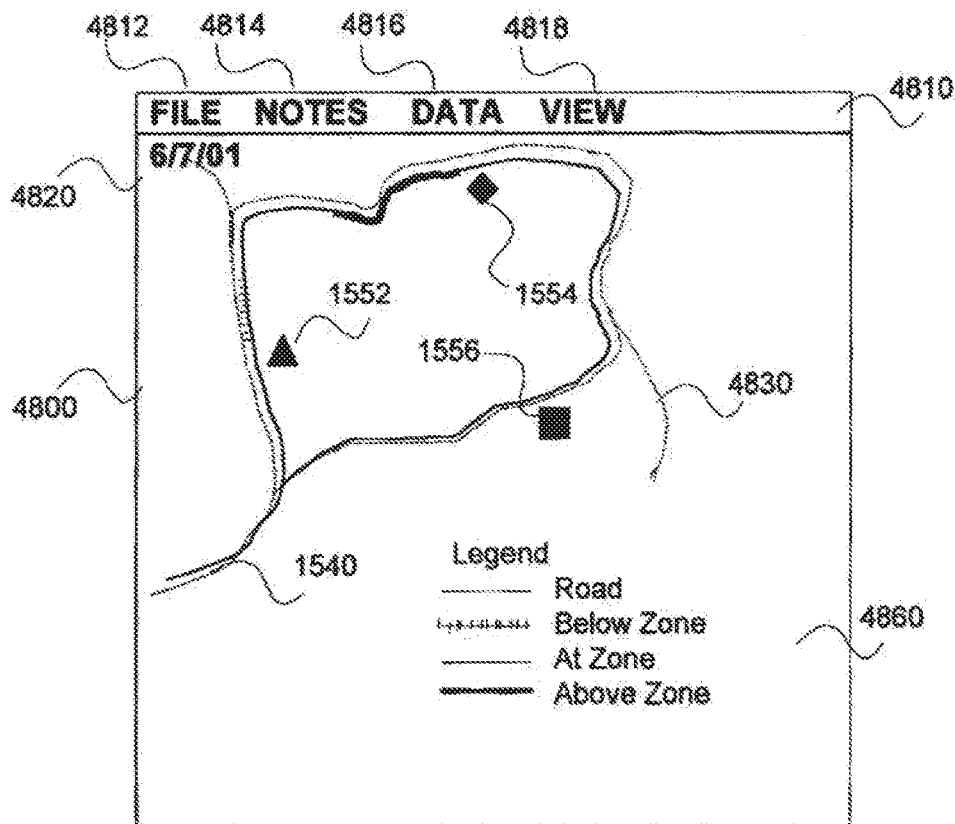 4812 4814 4816 4818
4810
FILE NOTES DATA VIEW
6/7/01
4820
1554
1552
1556
4830
4800
Legend
1540
Road
4860
Below Zone
At Zone
Above Zone